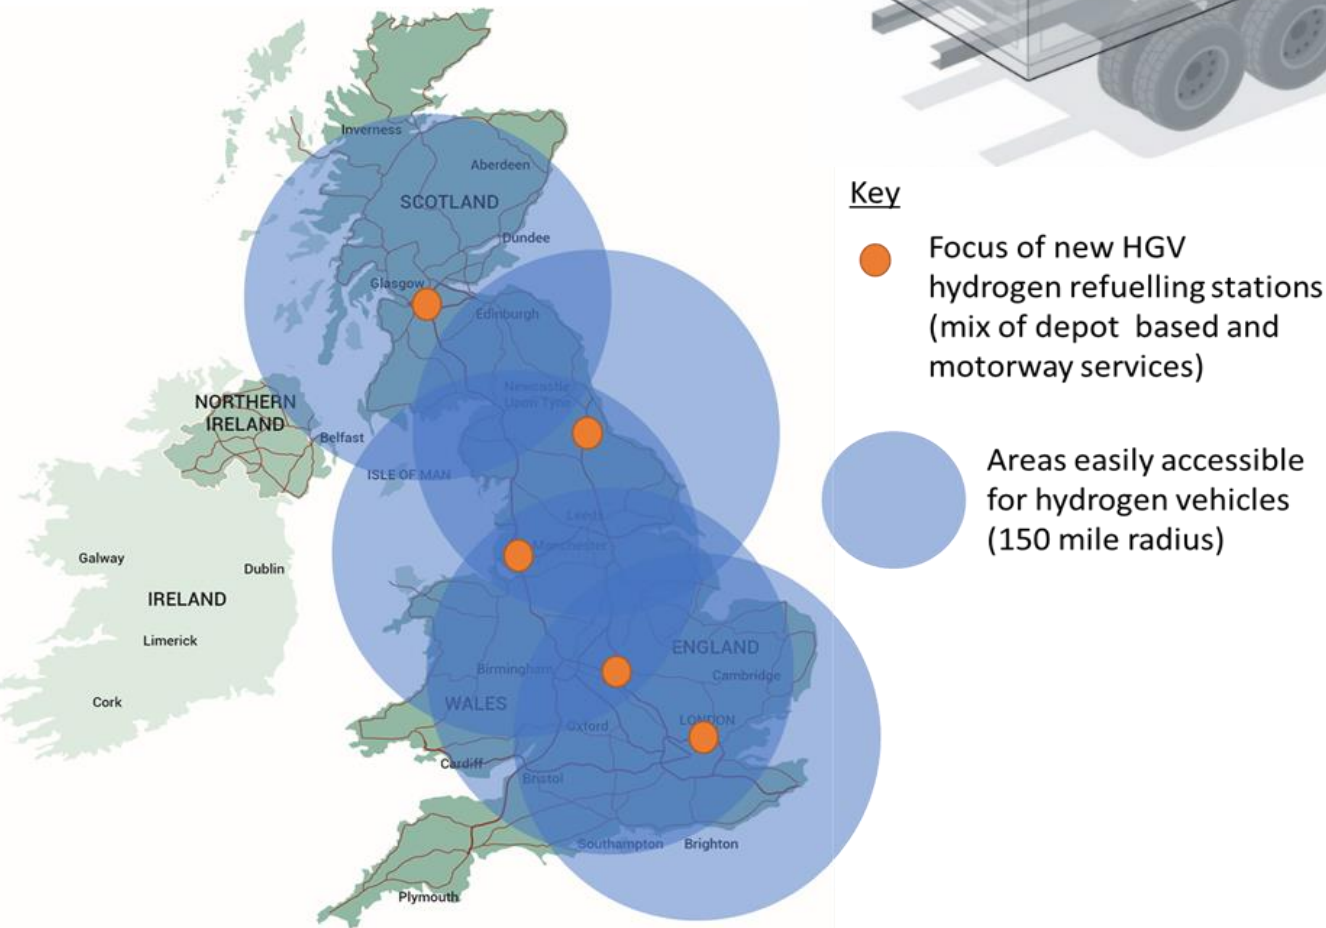 Inverness
Aberdeen
SCOTLAND
Dundee
Glasgow
Edinburgh
Newcastle
Upon Tyne
NORTHERN
IRELAND
Belfast
ISLE OF MAN
Leeds
Manchester
Galway
Dublin
IRELAND
Limerick
Cork
ENGLAND
Birmingham
Cambridge
WALES
LONDON
Oxford
Cardiff
Bristol
Southampton
Brighton
Plymouth
Key
Focus of new HGV
hydrogen refuelling stations
(mix of depot based and
motorway services)
Areas easily accessible
for hydrogen vehicles
(150 mile radius)